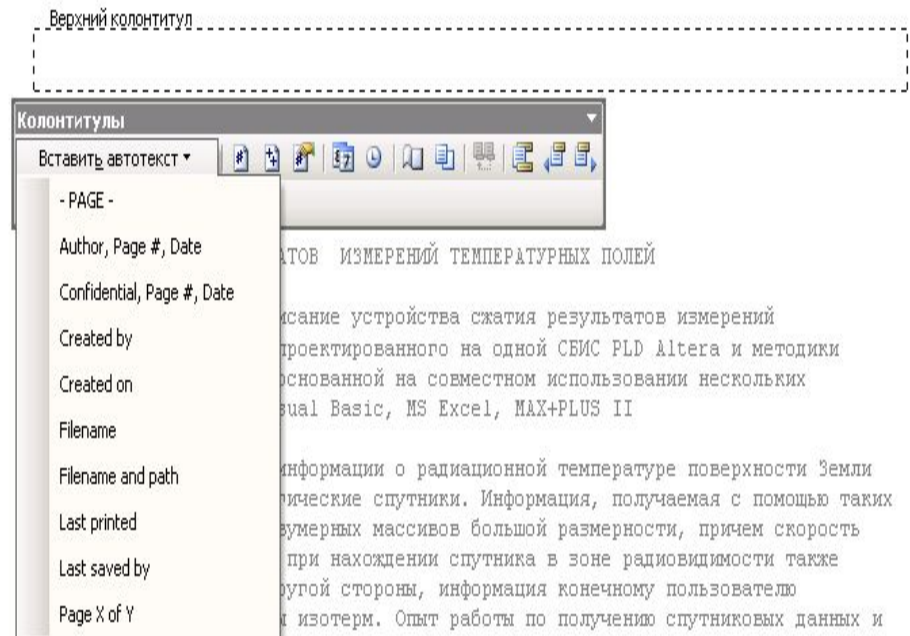 Верхний колонтитул
Колонтитулы
Вставить автотекст
- PAGE -
Author, Page #, Date
АТОВ ИЗМЕРЕНИЙ ТЕМПЕРАТУРНЫХ ПОЛЕЙ
Confidential, Page #, Date
исание устройства сжатия результатов измерений
Created by
проектированного на одной СБИС PLD Altera и методики
Created on
основанной на совместном использовании нескольких
sual Basic, MS Excel, MAX+PLUS II
Filename
информации о радиационной температуре поверхности Земли
Filename and path
гические спутники. Информация, получаемая с помощью таких
Last printed
вумерных массивов большой размерности, причем скорость
при нахождении спутника в зоне радиовидимости также
Last saved by
ругой стороны, информация конечному пользователю
Page X of Y
изотерм. Опыт работы по получению спутниковых данных и